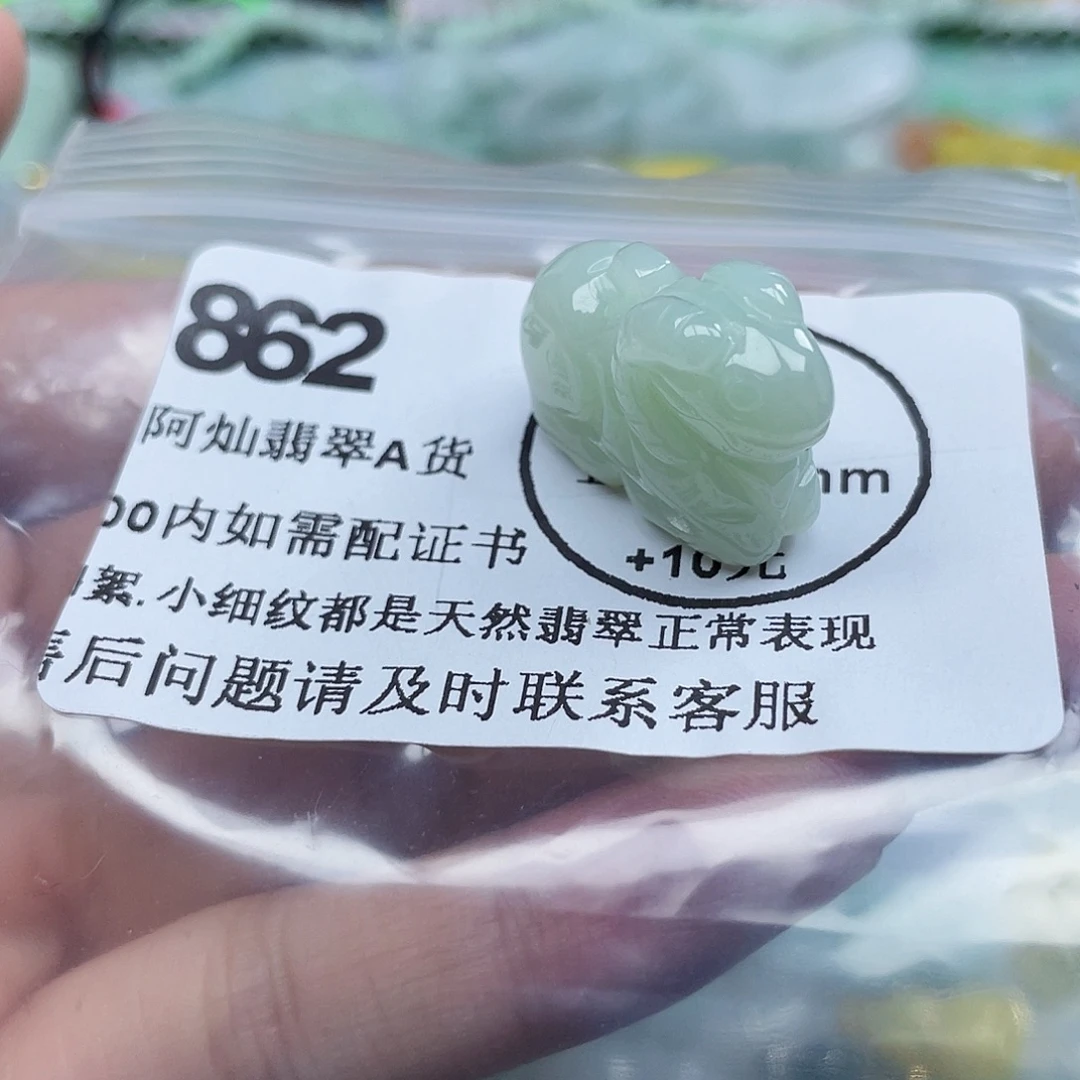 862
阿灿翡翠A货
mm
00内如需配证书
+10元
絮.小细纹都是天然翡翠正常表现
售后问题请及时联系客服